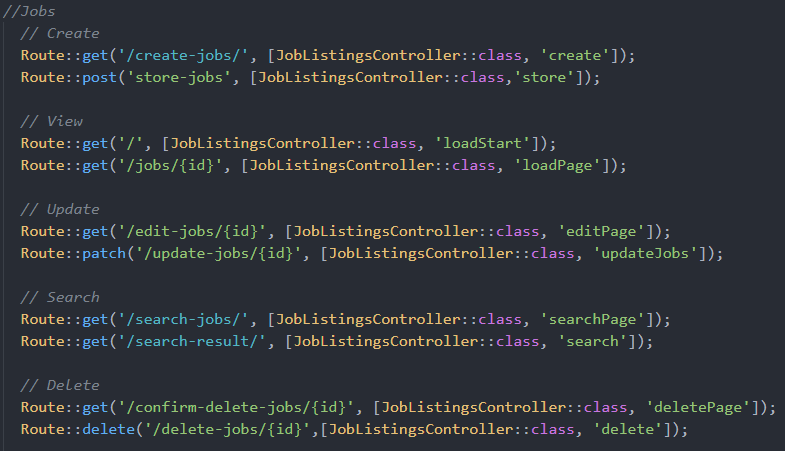 //Jobs
// Create
Route::get('/create-jobs/', [JobListingsController::class, 'create']);
Route::post('store-jobs', [JobListingsController::class,'store']);
// View
Route::get('/', [JobListingsController::class, 'loadStart']);
Route::get('/jobs/{id}', [JobListingsController::class, 'loadPage']);
// Update
Route::get('/edit-jobs/{id}', [JobListingsController::class, 'editPage']);
Route::patch('/update-jobs/{id}', [JobListingsController::class, 'updateJobs']);
// Search
Route::get('/search-jobs/', [JobListingsController::class, 'searchPage']);
Route::get('/search-result/', [JobListingsController::class, 'search']);
// Delete
Route::get('/confirm-delete-jobs/{id}', [JobListingsController::class, 'deletePage']);
Route::delete('/delete-jobs/{id}',[JobListingsController::class, 'delete']);